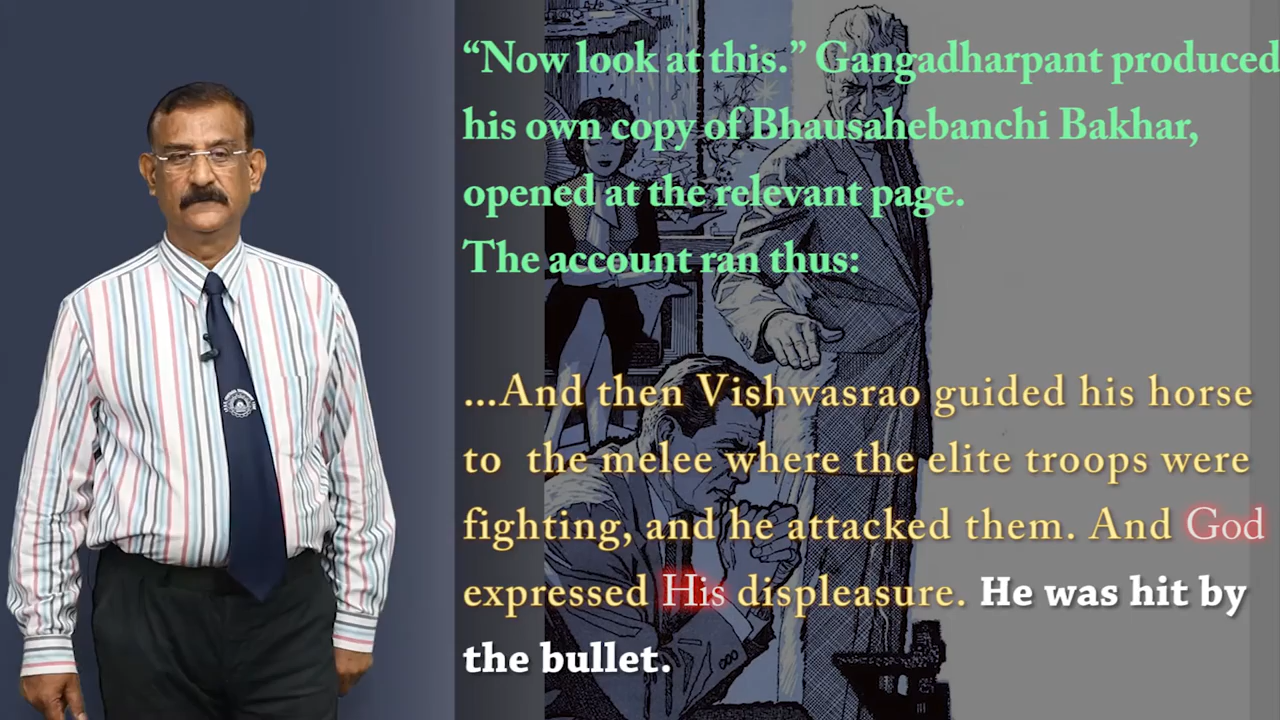 “Now look at this.” Gangadharpant produced
his own copy of Bhausahebanchi Bakhar,
opened at the relevant page.
The account ran thus:
...And then Vishwasrao guided his horse
to the melee where the elite troops were
fighting, and he attacked them. And God
expressed His displeasure. He was hit by
the bullet.